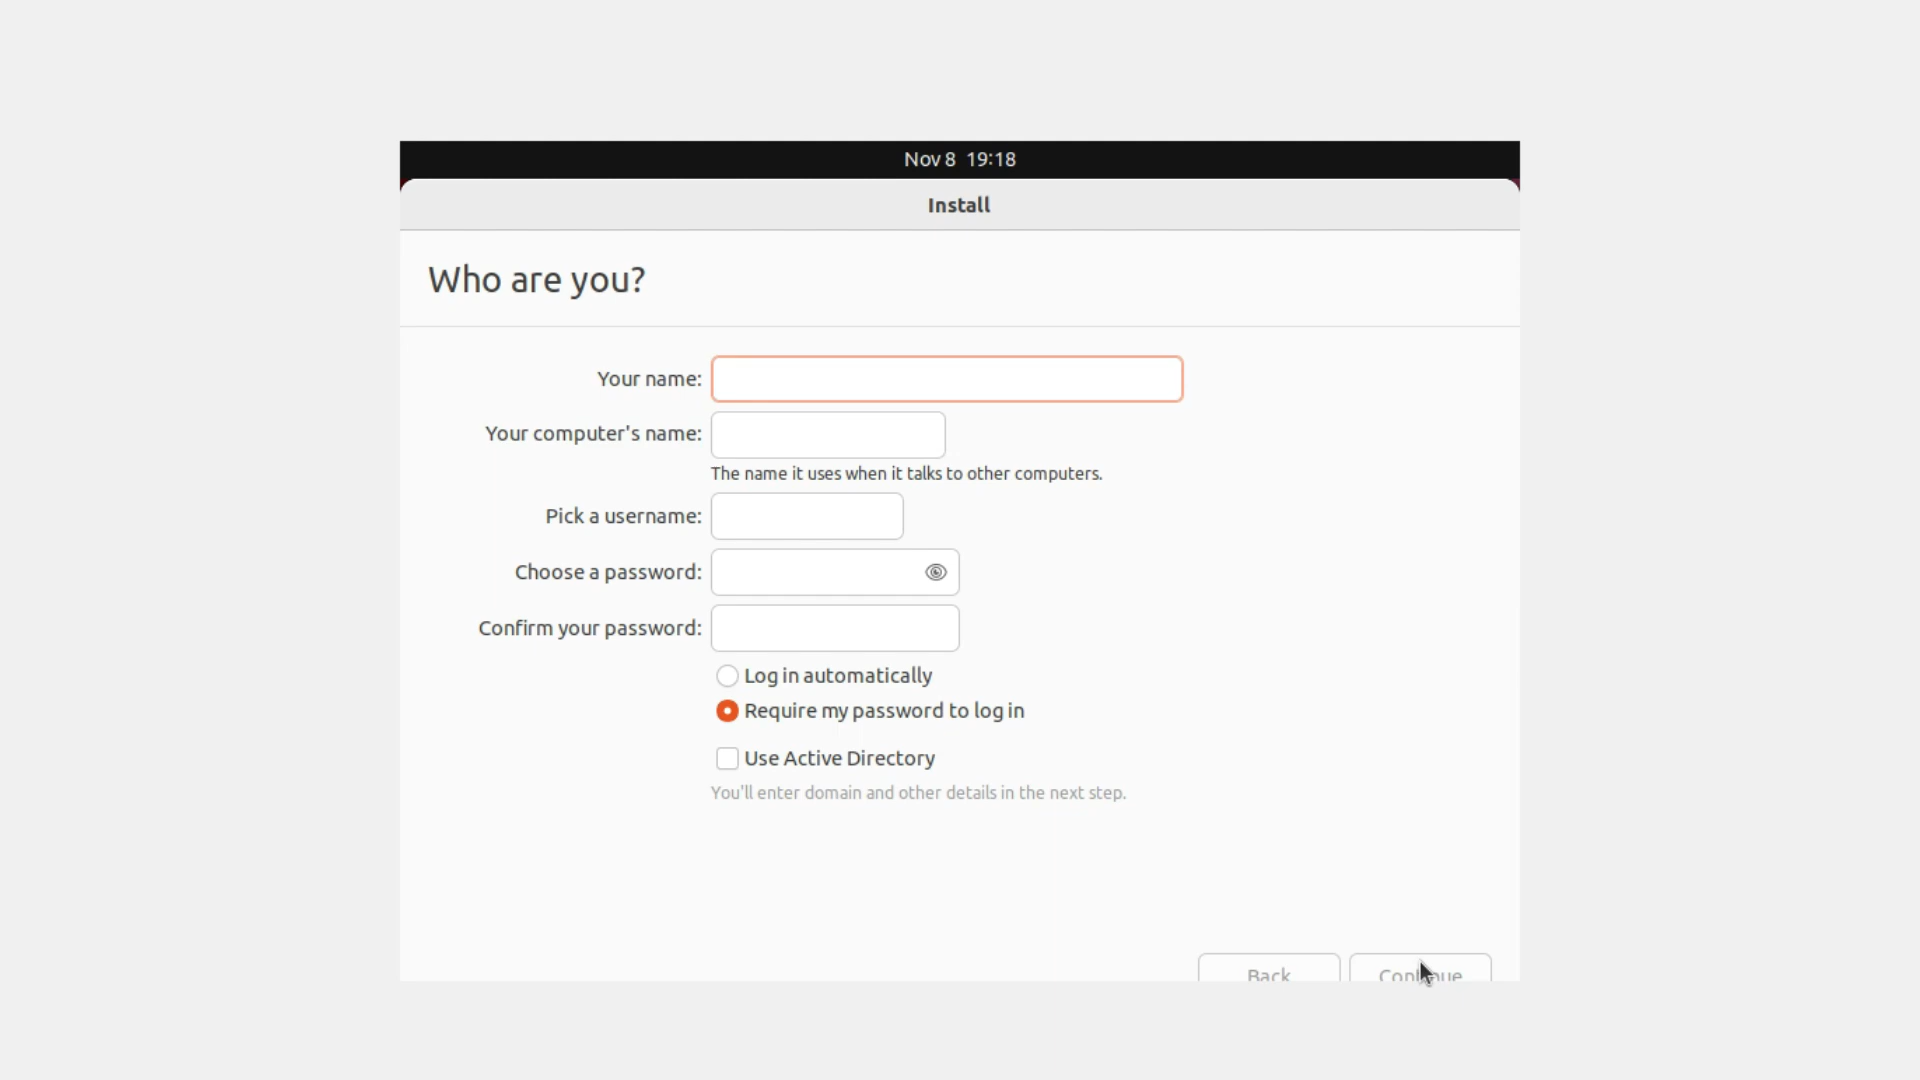 Nov 8 19:18
Install
Who are you?
Your name:
Your computer's name:
The name it uses when it talks to other computers.
Pick a username:
Choose a password:
Confirm your password:
Log in automatically
Require my password to log in
Use Active Directory
You'll enter domain and other details in the next step.
Back Continue